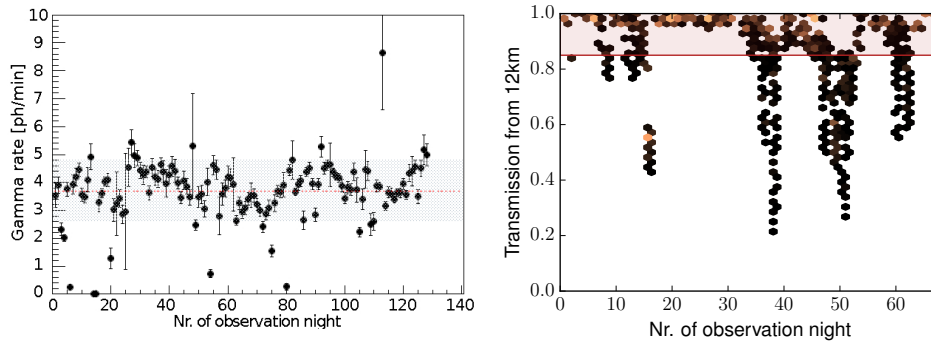 10
9
8
7
6
5
4
3
2
1
0
Gamma rate [ph/min]
0 20 40 60 80 100 120 140
Nr. of observation night
1.0
0.8
0.6
0.4
0.2
0.0
Transmission from 12km
0 10 20 30 40 50 60
Nr. of observation night